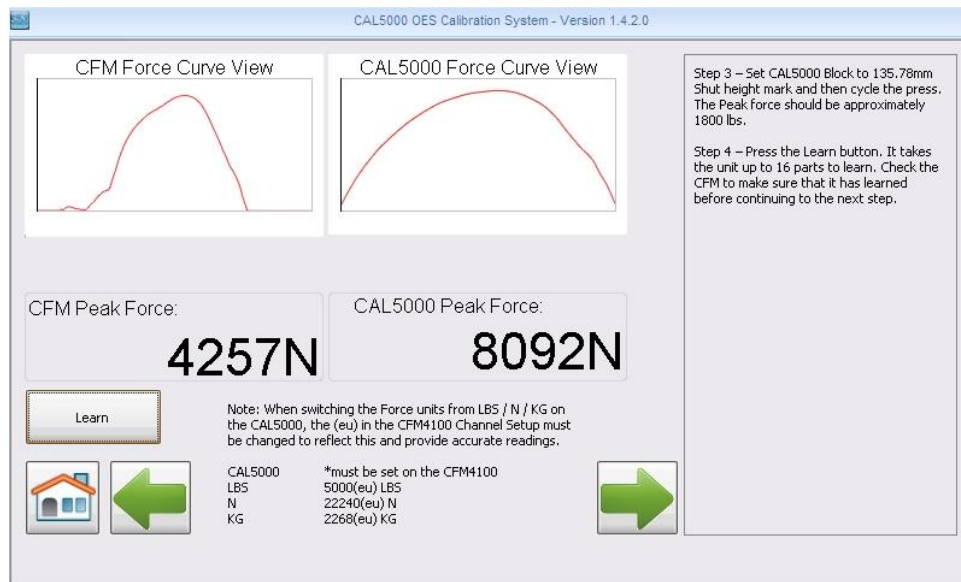 CAL5000 OES Calibration System - Version 1.4.2.0
CFM Force Curve View
CAL5000 Force Curve View
Step 3 – Set CAL5000 Block to 135.78mm
Shut height mark and then cycle the press.
The Peak force should be approximately
1800 lbs.
Step 4 – Press the Learn button. It takes
the unit up to 16 parts to learn. Check the
CFM to make sure that it has learned
before continuing to the next step.
CFM Peak Force:
4257N
CAL5000 Peak Force:
8092N
Learn
Note: When switching the Force units from LBS / N / KG on
the CAL5000, the (eu) in the CFM4100 Channel Setup must
be changed to reflect this and provide accurate readings.
CAL5000 *must be set on the CFM4100
LBS 5000(eu) LBS
N 22240(eu) N
KG 2268(eu) KG